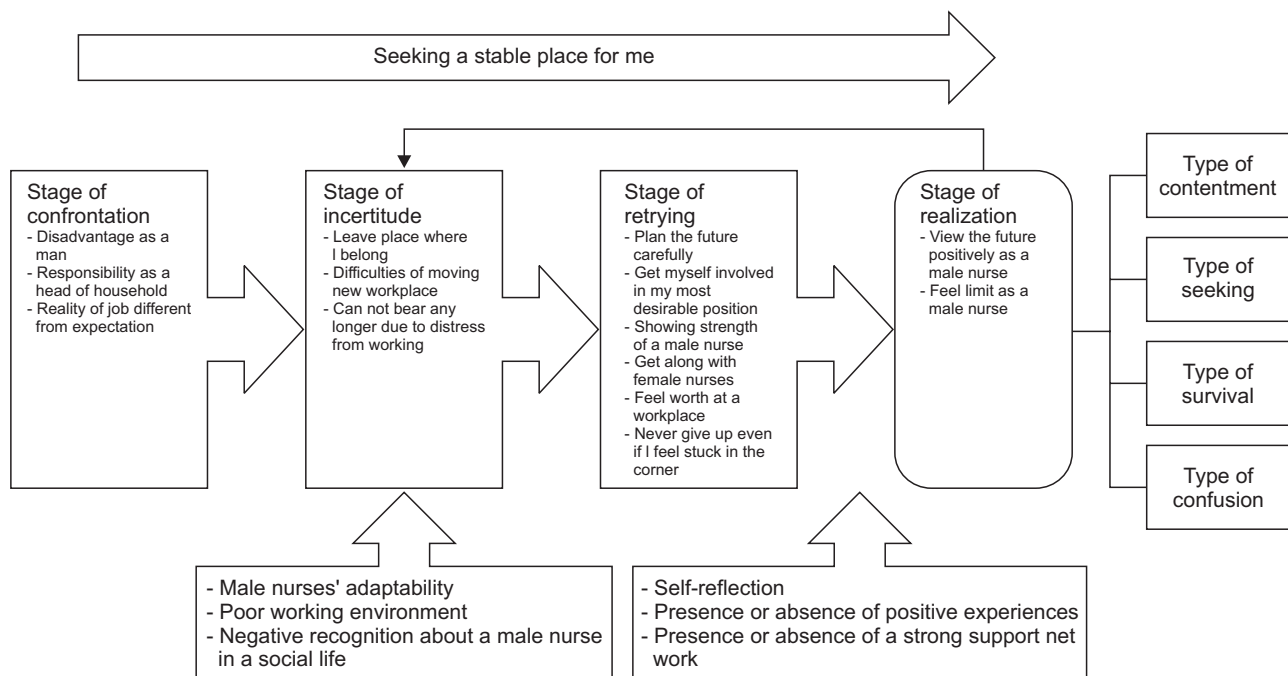 Seeking a stable place for me
Stage of
confrontation
- Disadvantage as a
man
- Responsibility as a
head of household
- Reality of job different
from expectation
Stage of
incertitude
- Leave place where
I belong
- Difficulties of moving
new workplace
- Can not bear any
longer due to distress
from working
Stage of
retrying
- Plan the future
carefully
- Get myself involved
in my most
desirable position
- Showing strength
of a male nurse
- Get along with
female nurses
- Feel worth at a
workplace
- Never give up even
if I feel stuck in the
corner
Stage of
realization
- View the future
positively as a
male nurse
- Feel limit as a
male nurse
Type of
contentment
Type of
seeking
Type of
survival
Type of
confusion
- Male nurses' adaptability
- Poor working environment
- Negative recognition about a male nurse
in a social life
- Self-reflection
- Presence or absence of positive experiences
- Presence or absence of a strong support net
work